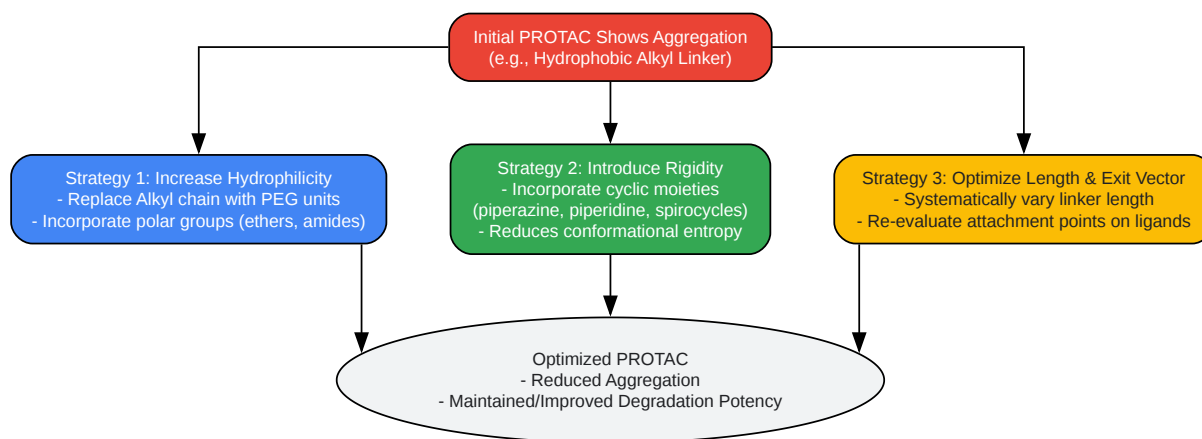 Initial PROTAC Shows Aggregation
(e.g., Hydrophobic Alkyl Linker)
Strategy 1: Increase Hydrophilicity
- Replace Alkyl chain with PEG units
- Incorporate polar groups (ethers, amides)
Strategy 2: Introduce Rigidity
- Incorporate cyclic moieties
(piperazine, piperidine, spirocycles)
- Reduces conformational entropy
Strategy 3: Optimize Length & Exit Vector
- Systematically vary linker length
- Re-evaluate attachment points on ligands
Optimized PROTAC
- Reduced Aggregation
- Maintained/Improved Degradation Potency